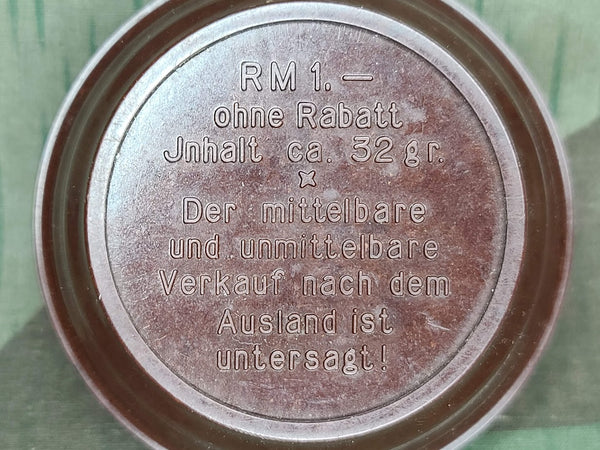 RM 1.—
ohne Rabatt
Jnhalt ca. 32 gr.
Der mittelbare
und unmittelbare
Verkauf nach dem
Ausland ist
untersagt!